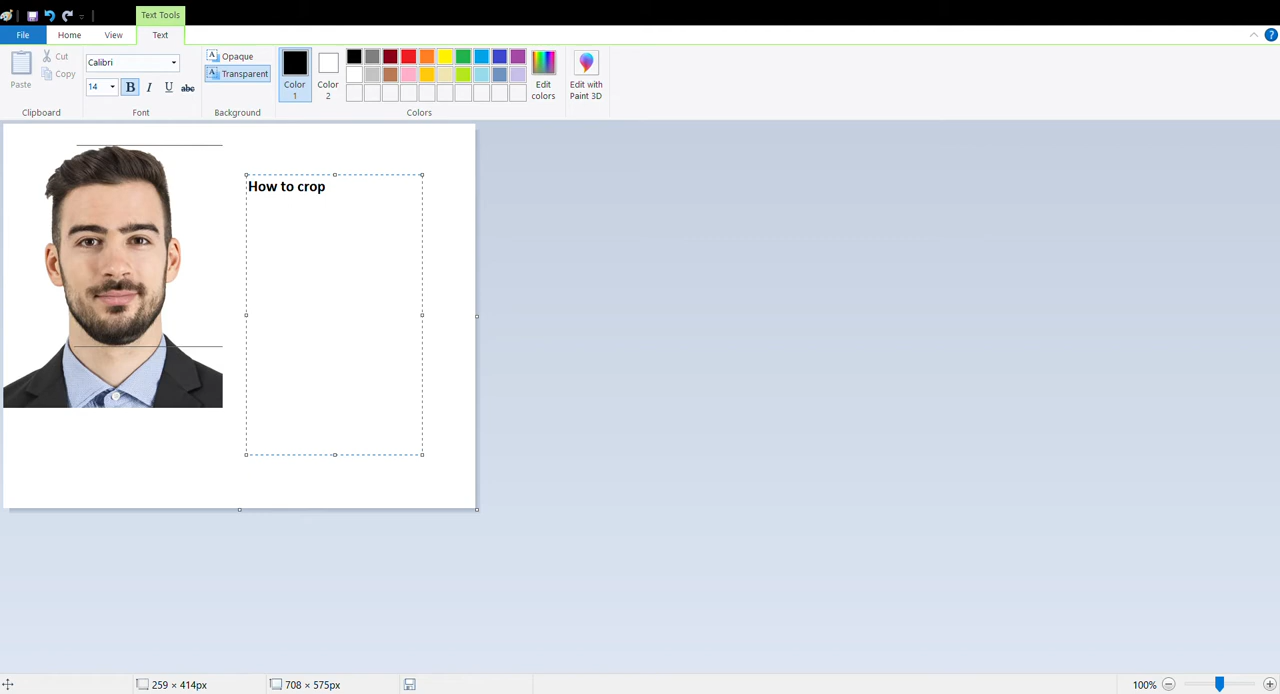 Text Tools
File
Home
View
Text
?
Paste
Cut
Copy
Clipboard
Calibri
14
B
I
U
abc
Font
A Opaque
A Transparent
Background
Color 1
Color 2
Edit colors
Edit with Paint 3D
Colors
How to crop
259 × 414px
708 × 575px
100%